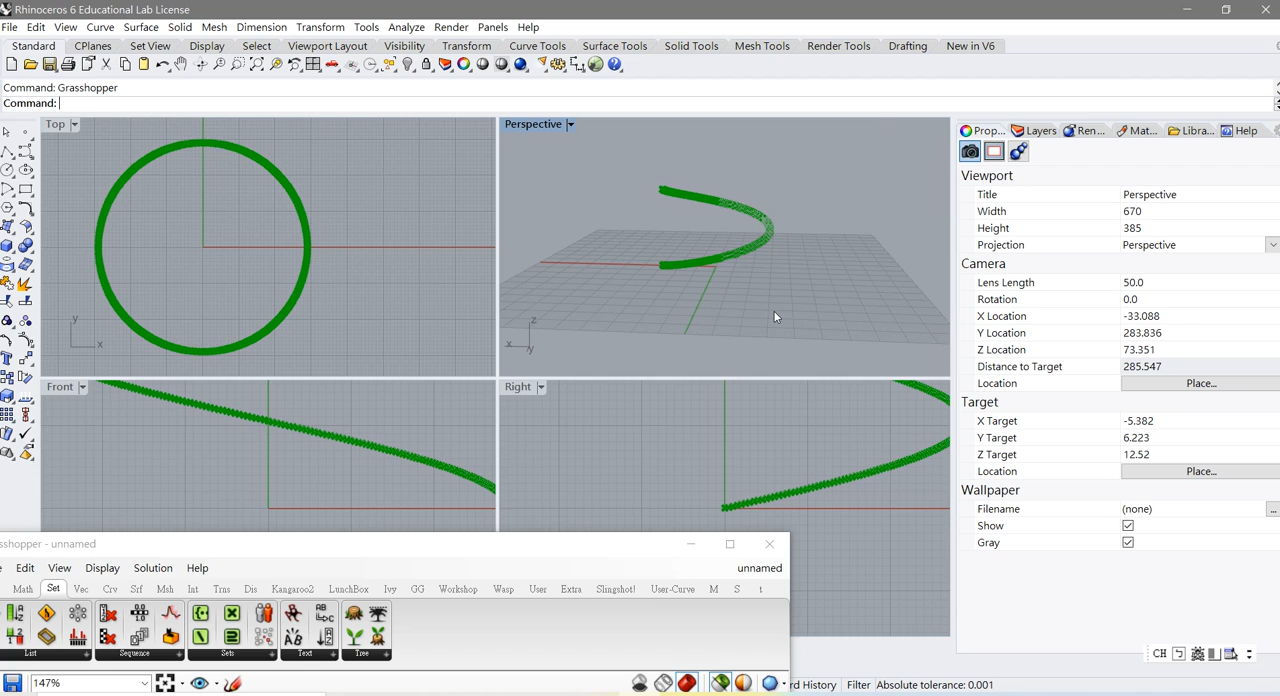 Rhinoceros 6 Educational Lab License
File Edit View Curve Surface Solid Mesh Dimension Transform Tools Analyze Render Panels Help
Standard CPlanes Set View Display Select Viewport Layout Visibility Transform Curve Tools Surface Tools Solid Tools Mesh Tools Render Tools Drafting New in V6
Command: Grasshopper
Command:
Top
Perspective
Prop... Layers Ren... Mat... Libra... Help
Viewport
Title Perspective
Width 670
Height 385
Projection Perspective
Camera
Lens Length 50.0
Rotation 0.0
X Location -33.088
Y Location 283.836
Z Location 73.351
Distance to Target 285.547
Location Place...
Target
X Target -5.382
Y Target 6.223
Z Target 12.52
Location Place...
Wallpaper
Filename (none) ...
Show
Gray
y
x
z
x
y
Front
Right
sshopper - unnamed
e Edit View Display Solution Help unnamed
Math Set Vec Crv Srf Msh Int Trns Dis Kangaroo2 LunchBox Ivy GG Workshop Wasp User Extra Slingshot! User-Curve M S t
List Sequence Sets Text Tree
147%
CH
rd History Filter Absolute tolerance: 0.001